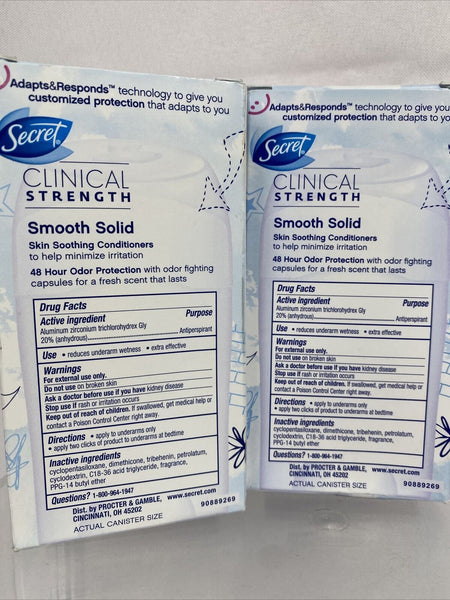 Adapts&Responds™ technology to give you
customized protection that adapts to you
Secret®
CLINICAL
STRENGTH
Smooth Solid
Skin Soothing Conditioners
to help minimize irritation
48 Hour Odor Protection with odor fighting
capsules for a fresh scent that lasts
Drug Facts
Active ingredient Purpose
Aluminum zirconium trichlorohydrex Gly
20% (anhydrous) Antiperspirant
Use • reduces underarm wetness • extra effective
Warnings
For external use only.
Do not use on broken skin
Ask a doctor before use if you have kidney disease
Stop use if rash or irritation occurs
Keep out of reach of children. If swallowed, get medical help or
contact a Poison Control Center right away.
Directions • apply to underarms only
• apply two clicks of product to underarms at bedtime
Inactive ingredients
cyclopentasiloxane, dimethicone, tribehenin, petrolatum,
cyclodextrin, C18-36 acid triglyceride, fragrance,
PPG-14 butyl ether
Questions? 1-800-964-1947
Dist. by PROCTER & GAMBLE, www.secret.com
CINCINNATI, OH 45202
90889269
ACTUAL CANISTER SIZE
Adapts&Responds™ technology to give you
customized protection that adapts to you
Secret®
CLINICAL
STRENGTH
Smooth Solid
Skin Soothing Conditioners
to help minimize irritation
48 Hour Odor Protection with odor fighting
capsules for a fresh scent that lasts
Drug Facts
Active ingredient Purpose
Aluminum zirconium trichlorohydrex Gly
20% (anhydrous) Antiperspirant
Use • reduces underarm wetness • extra effective
Warnings
For external use only.
Do not use on broken skin
Ask a doctor before use if you have kidney disease
Stop use if rash or irritation occurs
Keep out of reach of children. If swallowed, get medical help or
contact a Poison Control Center right away.
Directions • apply to underarms only
• apply two clicks of product to underarms at bedtime
Inactive ingredients
cyclopentasiloxane, dimethicone, tribehenin, petrolatum,
cyclodextrin, C18-36 acid triglyceride, fragrance,
PPG-14 butyl ether
Questions? 1-800-964-1947
Dist. by PROCTER & GAMBLE, www.secret.com
CINCINNATI, OH 45202
90889269
ACTUAL CANISTER SIZE